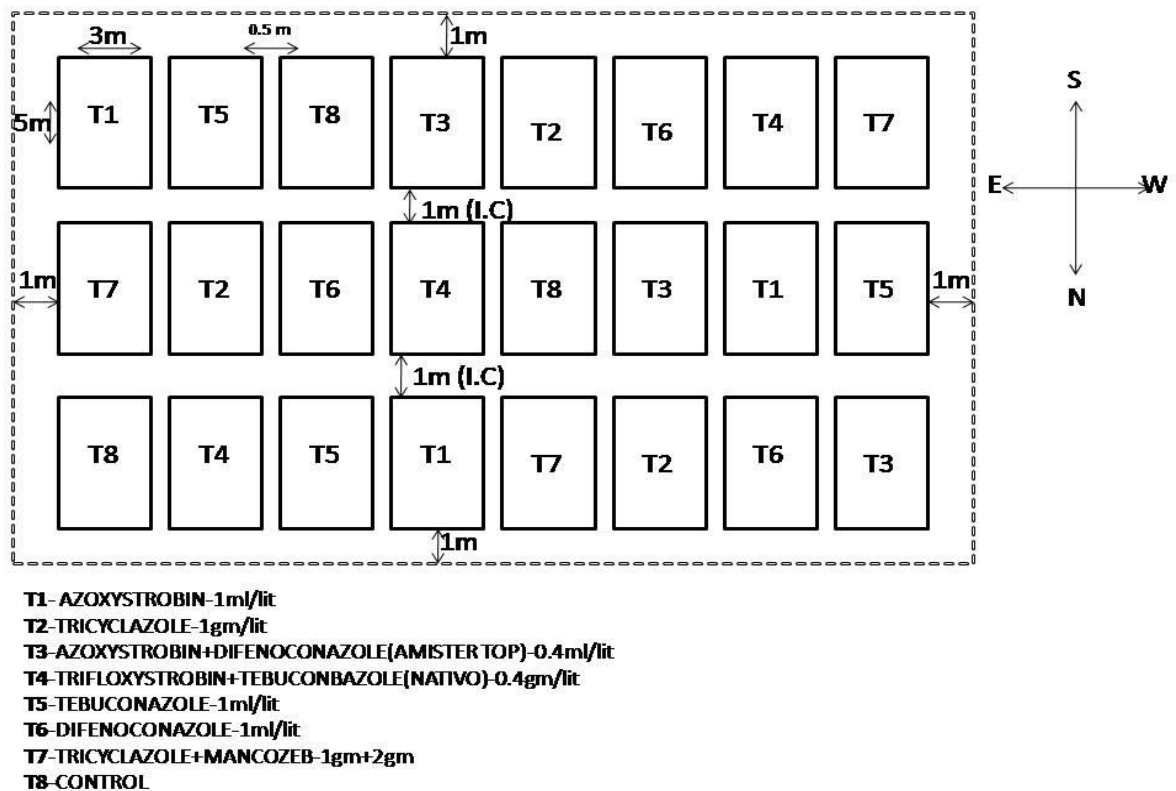 3m 0.5 m 1m
5m T1 T5 T8 T3 T2 T6 T4 T7
S
E W
N
1m (I.C)
1m T7 T2 T6 T4 T8 T3 T1 T5 1m
1m (I.C)
T8 T4 T5 T1 T7 T2 T6 T3
1m
T1- AZOXYSTROBIN-1ml/lit
T2-TRICYCLAZOLE-1gm/lit
T3-AZOXYSTROBIN+DIFENOCONAZOLE(AMISTER TOP)-0.4ml/lit
T4-TRIFLOXYSTROBIN+TEBUCONBAZOLE(NATIVO)-0.4gm/lit
T5-TEBUCONAZOLE-1ml/lit
T6-DIFENOCONAZOLE-1ml/lit
T7-TRICYCLAZOLE+MANCOZEB-1gm+2gm
T8-CONTROL